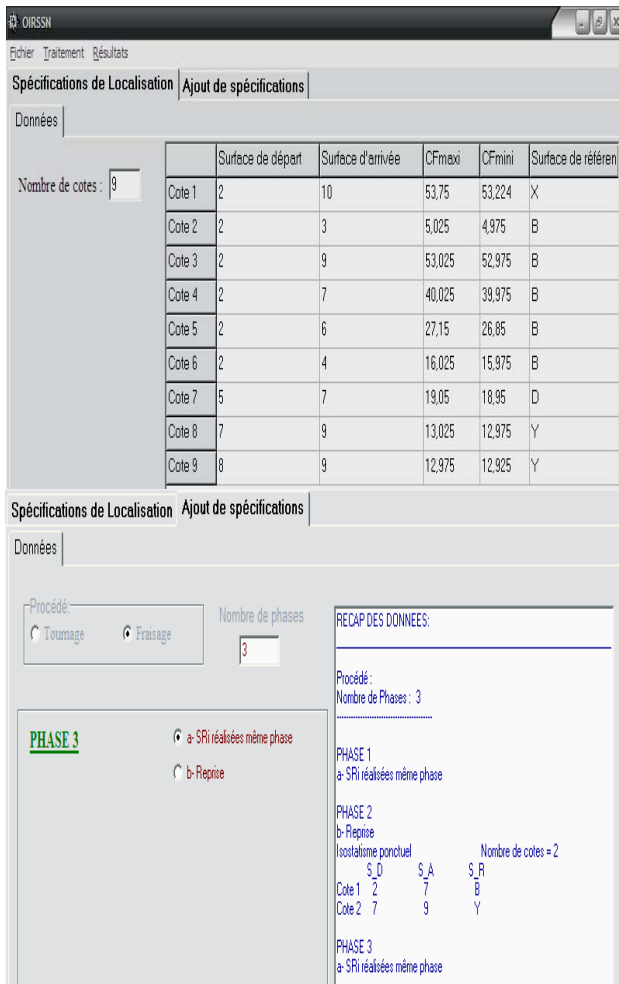 OIRSSN
Fichier Traitement Résultats
Spécifications de Localisation Ajout de spécifications
Données
Nombre de cotes : 9
Surface de départ Surface d'arrivée CFmaxi CFmini Surface de référen
Cote 1 2 10 53,75 53,224 X
Cote 2 2 3 5,025 4,975 B
Cote 3 2 9 53,025 52,975 B
Cote 4 2 7 40,025 39,975 B
Cote 5 2 6 27,15 26,85 B
Cote 6 2 4 16,025 15,975 B
Cote 7 5 7 19,05 18,95 D
Cote 8 7 9 13,025 12,975 Y
Cote 9 8 9 12,975 12,925 Y
Spécifications de Localisation Ajout de spécifications
Données
Procédé:
Tournage Fraisage
Nombre de phases
3
PHASE 3
a- SRi réalisées même phase
b- Reprise
RECAP DES DONNEES:
Procédé :
Nombre de Phases : 3
----------------------------------------
PHASE 1
a- SRi réalisées même phase
PHASE 2
b- Reprise
Isostatisme ponctuel Nombre de cotes = 2
S_D S_A S_R
Cote 1 2 7 B
Cote 2 7 9 Y
PHASE 3
a- SRi réalisées même phase